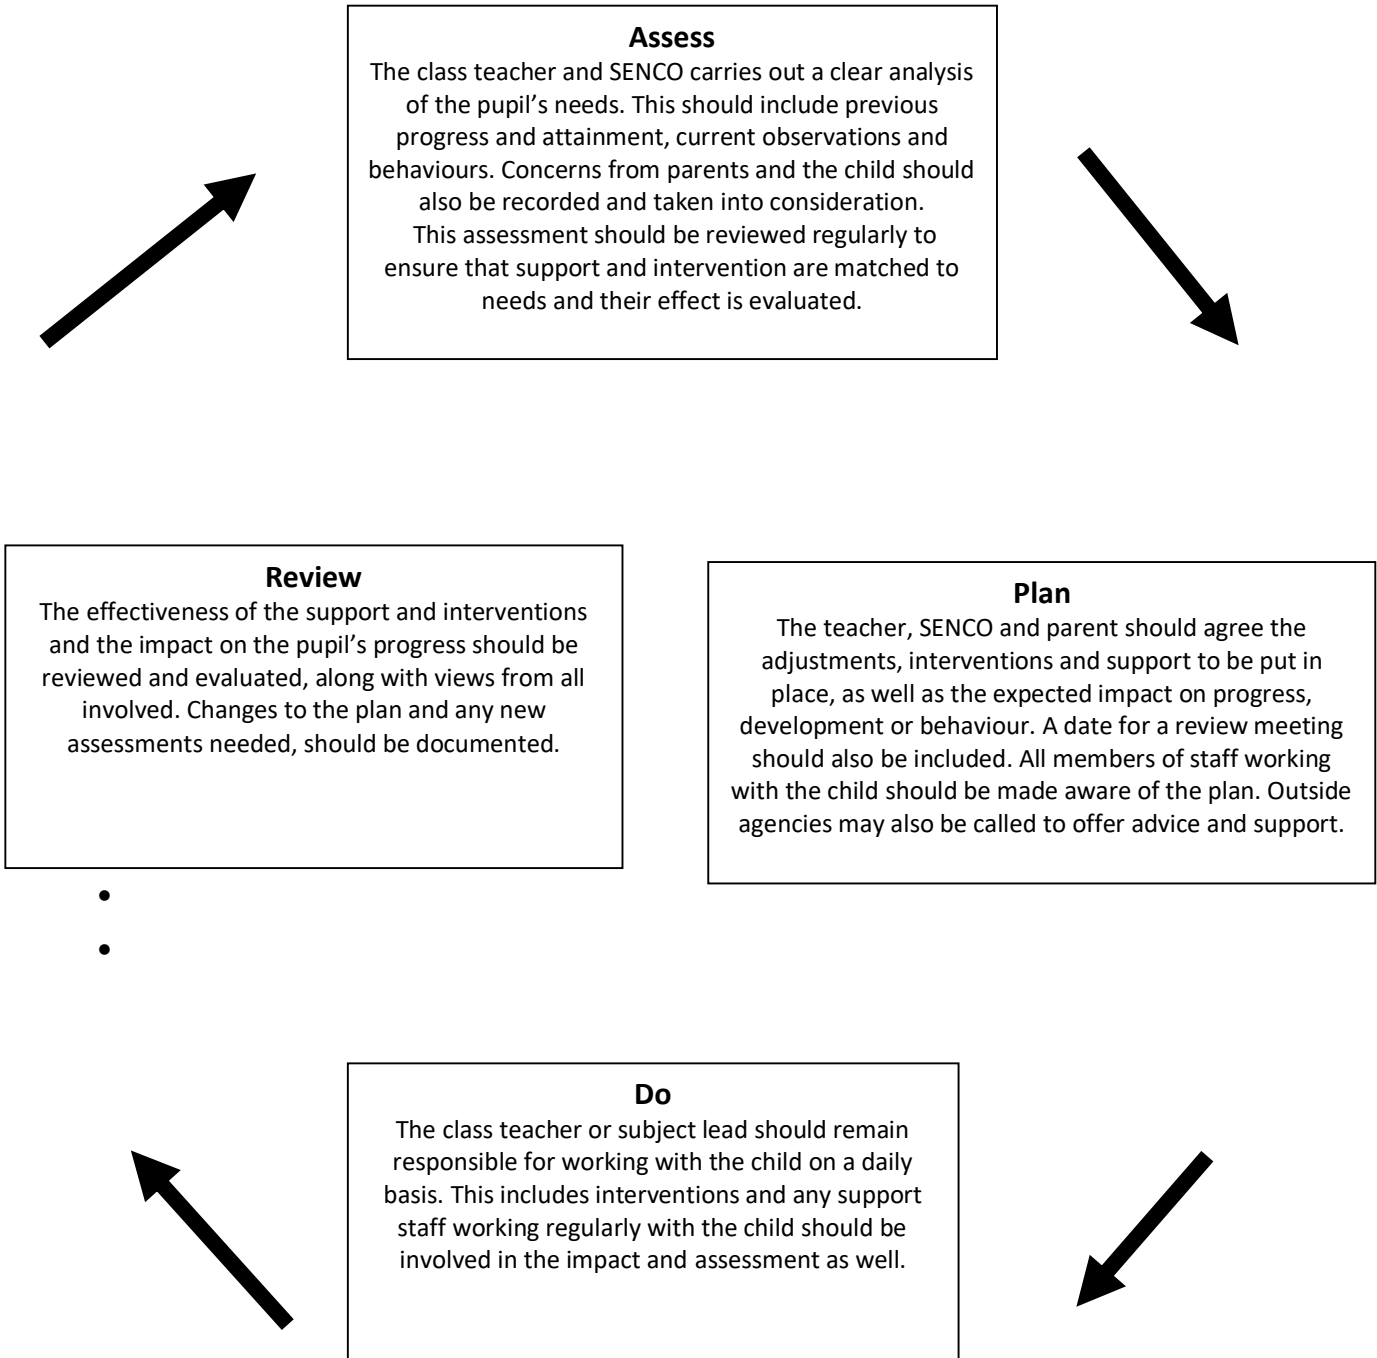 Assess
The class teacher and SENCO carries out a clear analysis
of the pupil’s needs. This should include previous
progress and attainment, current observations and
behaviours. Concerns from parents and the child should
also be recorded and taken into consideration.
This assessment should be reviewed regularly to
ensure that support and intervention are matched to
needs and their effect is evaluated.
Plan
The teacher, SENCO and parent should agree the
adjustments, interventions and support to be put in
place, as well as the expected impact on progress,
development or behaviour. A date for a review meeting
should also be included. All members of staff working
with the child should be made aware of the plan. Outside
agencies may also be called to offer advice and support.
Do
The class teacher or subject lead should remain
responsible for working with the child on a daily
basis. This includes interventions and any support
staff working regularly with the child should be
involved in the impact and assessment as well.
Review
The effectiveness of the support and interventions
and the impact on the pupil’s progress should be
reviewed and evaluated, along with views from all
involved. Changes to the plan and any new
assessments needed, should be documented.